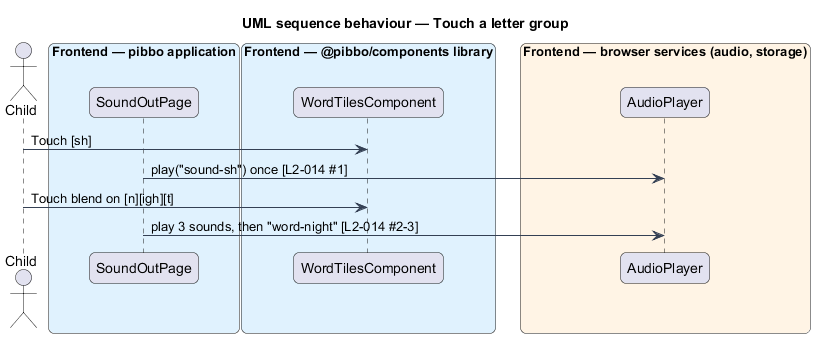 UML sequence behaviour — Touch a letter group
Frontend — pibbo application
Frontend — @pibbo/components library
Frontend — browser services (audio, storage)
Child
SoundOutPage
WordTilesComponent
AudioPlayer
Touch [sh]
play("sound-sh") once [L2-014 #1]
Touch blend on [n][igh][t]
play 3 sounds, then "word-night" [L2-014 #2-3]
Child
SoundOutPage
WordTilesComponent
AudioPlayer